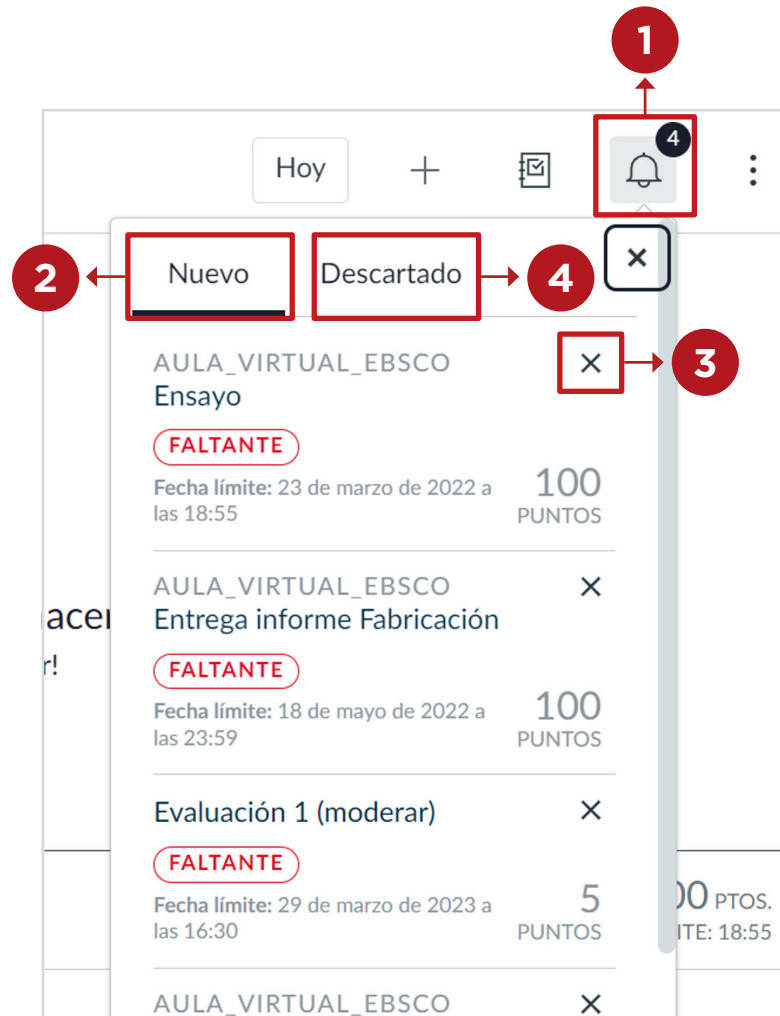 1
4
Hoy
2
Nuevo
Descartado
4
AULA_VIRTUAL_EBSCO
3
Ensayo
FALTANTE
Fecha límite: 23 de marzo de 2022 a
las 18:55
100
PUNTOS
AULA_VIRTUAL_EBSCO
acer
Entrega informe Fabricación
r!
FALTANTE
Fecha límite: 18 de mayo de 2022 a
las 23:59
100
PUNTOS
Evaluación 1 (moderar)
FALTANTE
Fecha límite: 29 de marzo de 2023 a
las 16:30
5
PUNTOS
00 PTOS.
ITE: 18:55
AULA_VIRTUAL_EBSCO